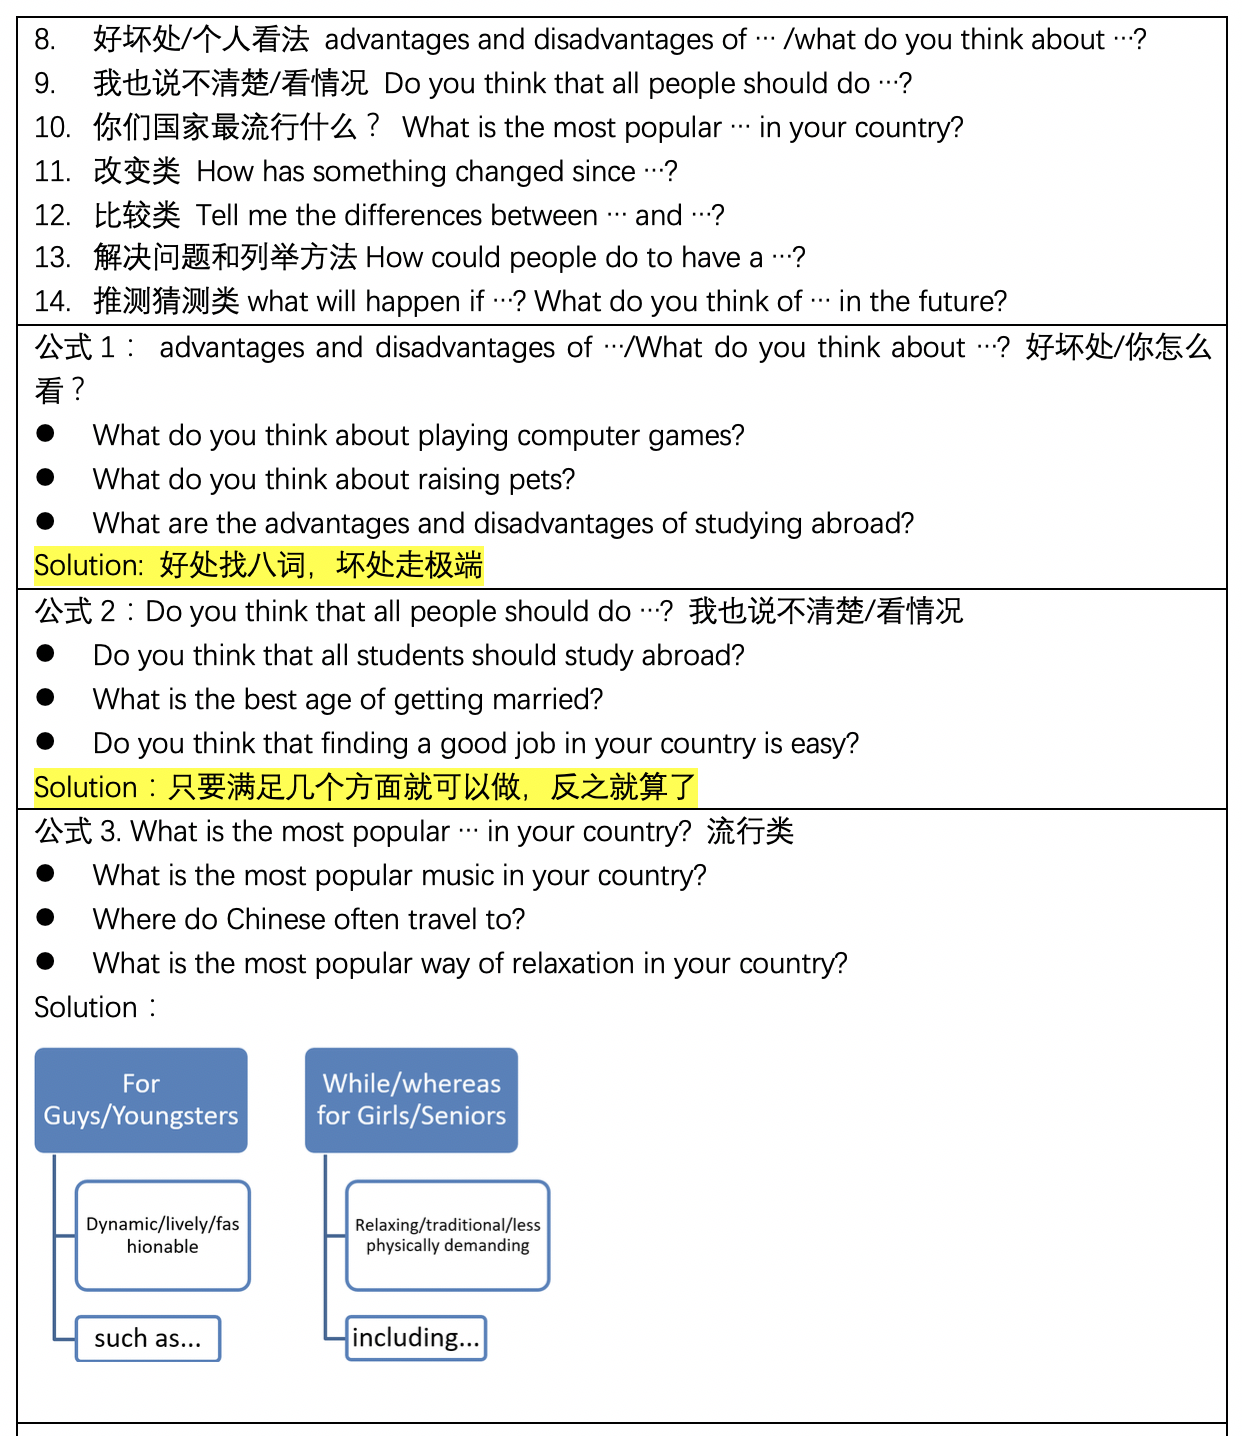 8. 好坏处/个人看法 advantages and disadvantages of … /what do you think about …?
9. 我也说不清楚/看情况 Do you think that all people should do …?
10. 你们国家最流行什么？ What is the most popular … in your country?
11. 改变类 How has something changed since …?
12. 比较类 Tell me the differences between … and …?
13. 解决问题和列举方法 How could people do to have a …?
14. 推测猜测类 what will happen if …? What do you think of … in the future?
公式 1： advantages and disadvantages of …/What do you think about …? 好坏处/你怎么
看？
● What do you think about playing computer games?
● What do you think about raising pets?
● What are the advantages and disadvantages of studying abroad?
Solution: 好处找八词，坏处走极端
公式 2：Do you think that all people should do …? 我也说不清楚/看情况
● Do you think that all students should study abroad?
● What is the best age of getting married?
● Do you think that finding a good job in your country is easy?
Solution：只要满足几个方面就可以做，反之就算了
公式 3. What is the most popular … in your country? 流行类
● What is the most popular music in your country?
● Where do Chinese often travel to?
● What is the most popular way of relaxation in your country?
Solution：
For
Guys/Youngsters
Dynamic/lively/fas
hionable
such as...
While/whereas
for Girls/Seniors
Relaxing/traditional/less
physically demanding
including...